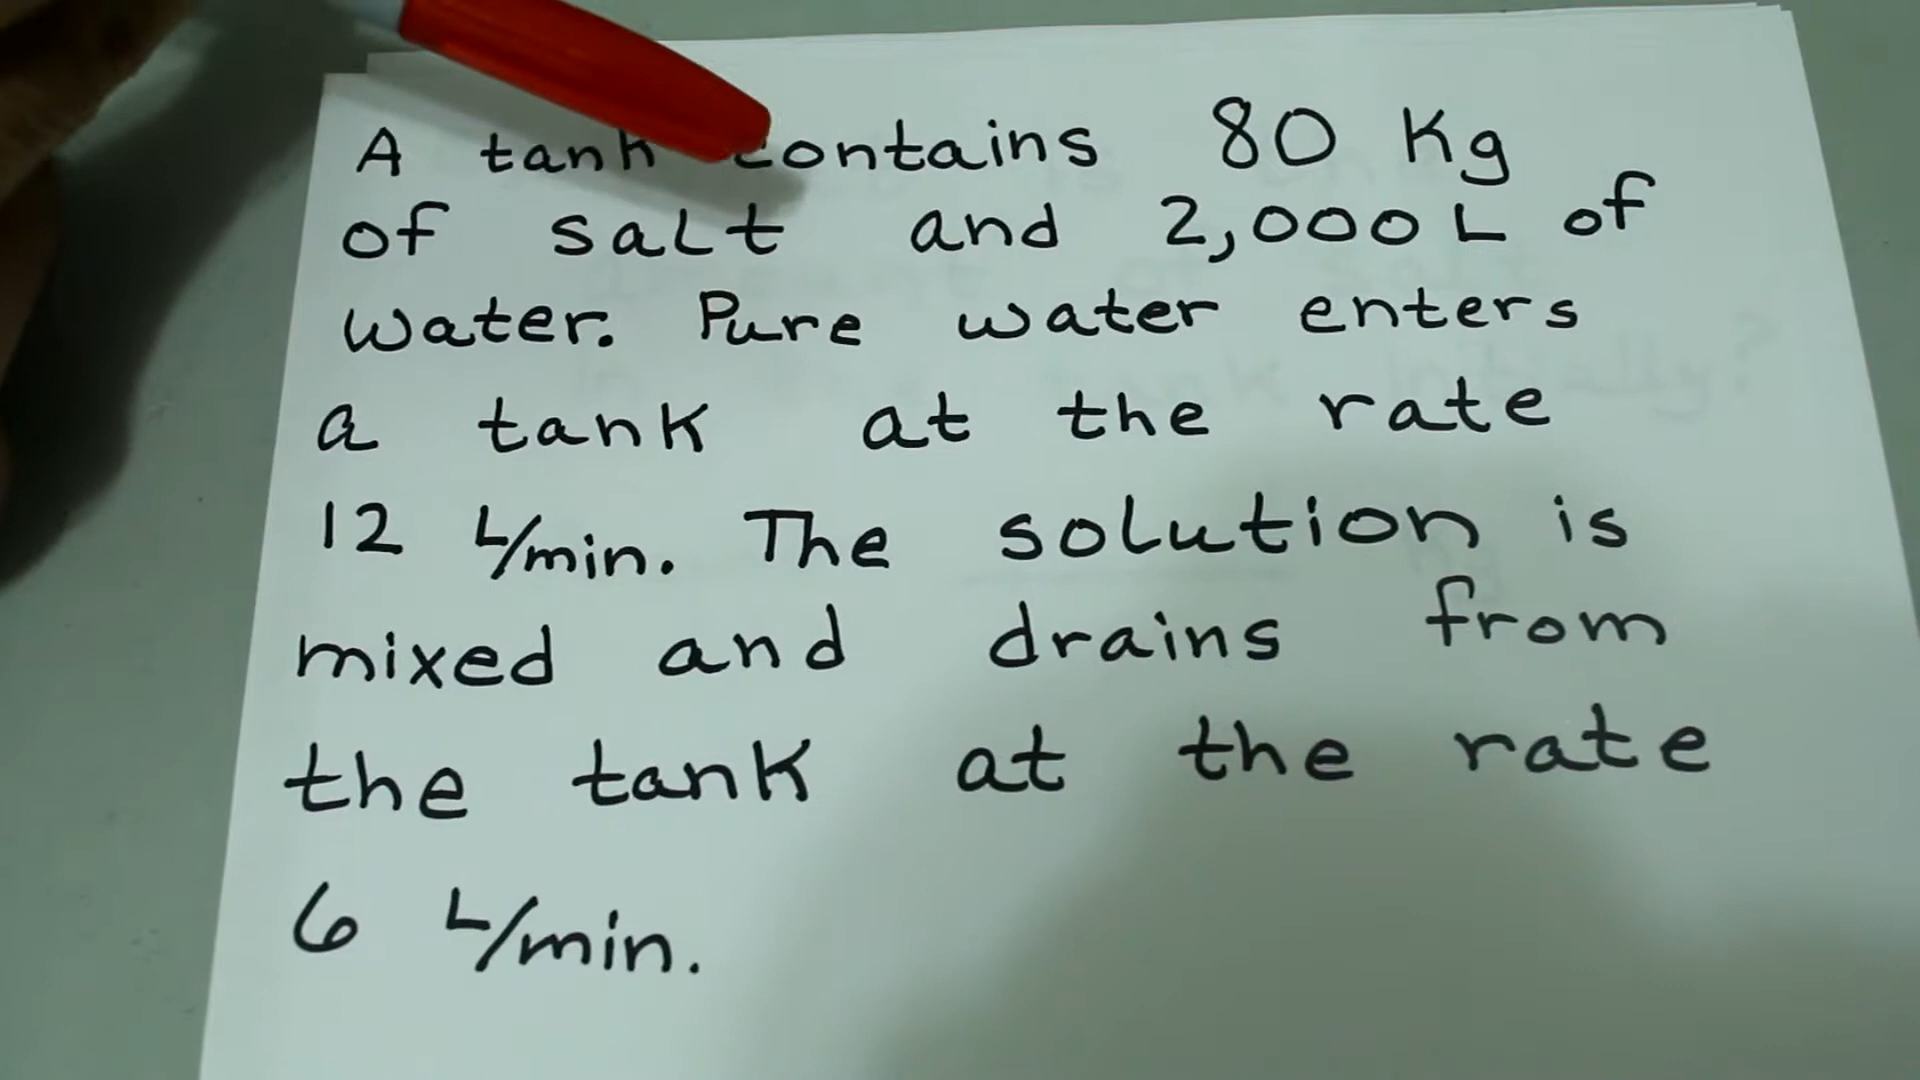 A tank contains 80 Kg
of salt and 2,000 L of
water. Pure water enters
a tank at the rate
12 L/min. The solution is
mixed and drains from
the tank at the rate
6 L/min.